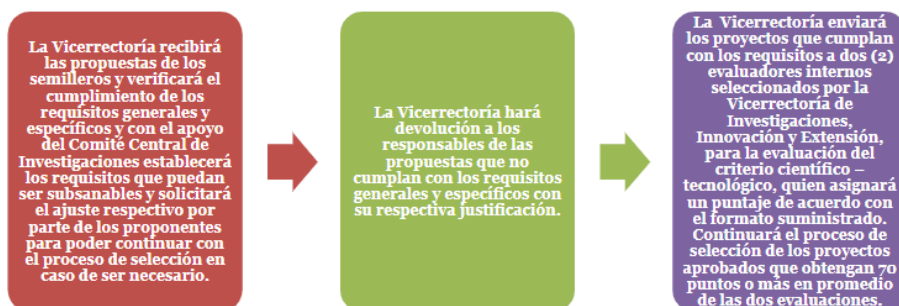 La Vicerrectoría recibirá
las propuestas de los
semilleros y verificará el
cumplimiento de los
requisitos generales y
específicos y con el apoyo
del Comité Central de
Investigaciones establecerá
los requisitos que puedan
ser subsanables y solicitará
el ajuste respectivo por
parte de los proponentes
para poder continuar con
el proceso de selección en
caso de ser necesario.
La Vicerrectoría hará
devolución a los
responsables de las
propuestas que no
cumplan con los requisitos
generales y específicos con
su respectiva justificación.
La Vicerrectoría enviará
los proyectos que cumplan
con los requisitos a dos (2)
evaluadores internos
seleccionados por la
Vicerrectoría de
Investigaciones,
Innovación y Extensión,
para la evaluación del
criterio científico –
tecnológico, quien asignará
un puntaje de acuerdo con
el formato suministrado.
Continuará el proceso de
selección de los proyectos
aprobados que obtengan 70
puntos o más en promedio
de las dos evaluaciones.